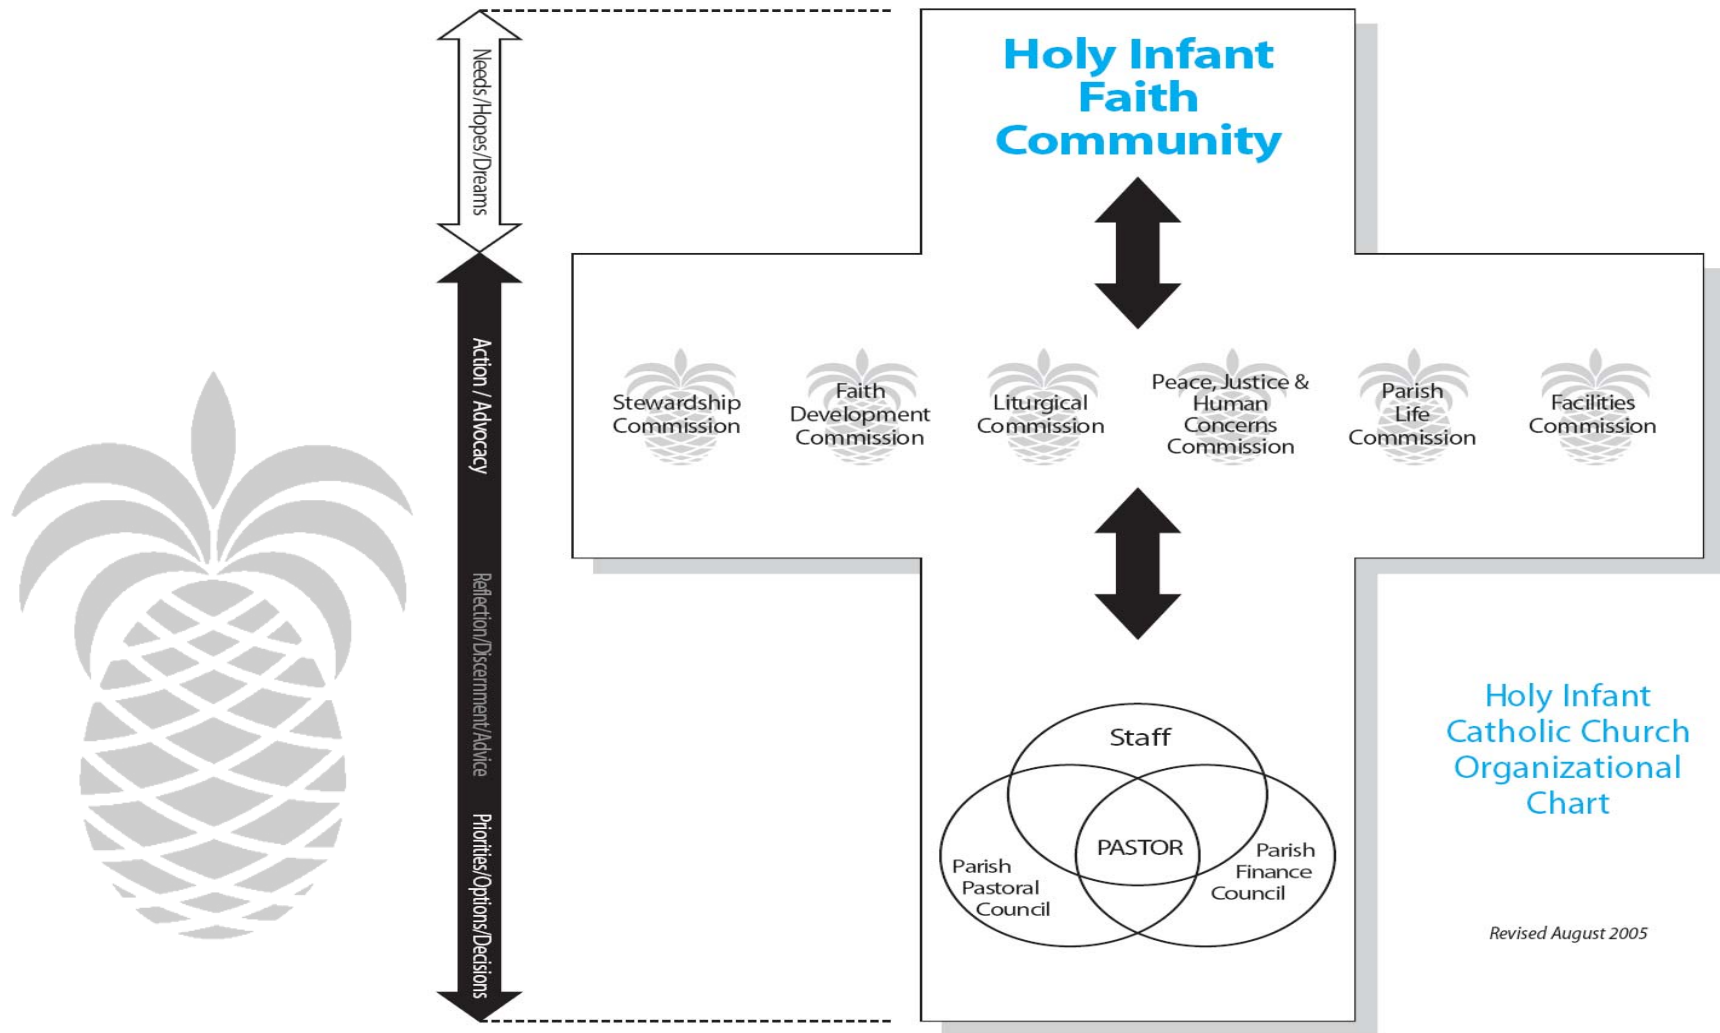 Needs/Hopes/Dreams
Action / Advocacy
Reflection/Discernment/Advice
Priorities/Options/Decisions
Holy Infant
Faith
Community
Stewardship
Commission
Faith
Development
Commission
Liturgical
Commission
Peace, Justice &
Human
Concerns
Commission
Parish
Life
Commission
Facilities
Commission
Staff
PASTOR
Parish
Pastoral
Council
Parish
Finance
Council
Holy Infant
Catholic Church
Organizational
Chart
Revised August 2005